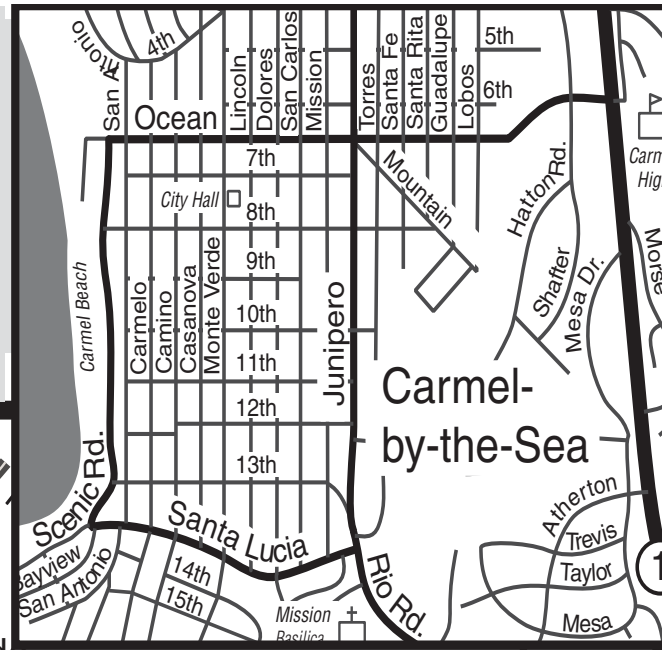 San Antonio
4th
Ocean
Lincoln
Dolores
San Carlos
Mission
Torres
Santa Fe
Santa Rita
Guadalupe
Lobos
5th
6th
7th
City Hall
8th
Mountain
Hatton Rd.
Shafter
Mesa Dr.
Carm
Hig
Morse
Carmel Beach
Carmelo
Camino
Casanova
Monte Verde
9th
10th
11th
12th
13th
Junipero
Carmel-
by-the-Sea
Scenic Rd.
Santa Lucia
Bayview
San Antonio
14th
15th
Mission
Basilica
Rio Rd.
Atherton
Trevis
Taylor
Mesa
1
N